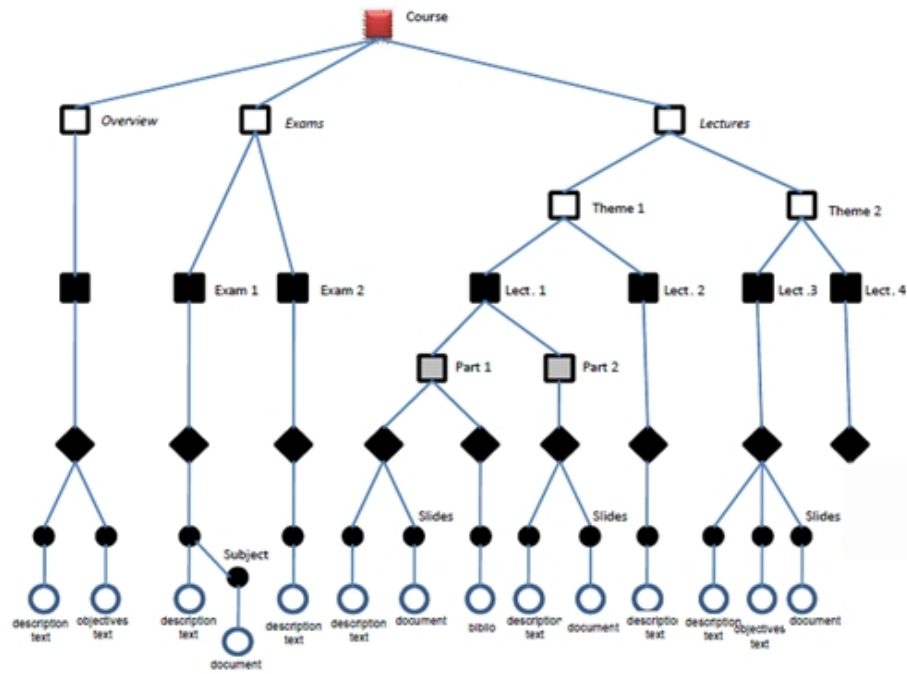 Course
Overview
Exams
Lectures
Theme 1
Theme 2
Exam 1
Exam 2
Lect. 1
Lect. 2
Lect .3
Lect. 4
Part 1
Part 2
Slides
Slides
Slides
Subject
description
text
objectives
text
description
text
document
description
text
description
text
document
biblio
description
text
document
descriptio
text
description
text
objectives
text
document